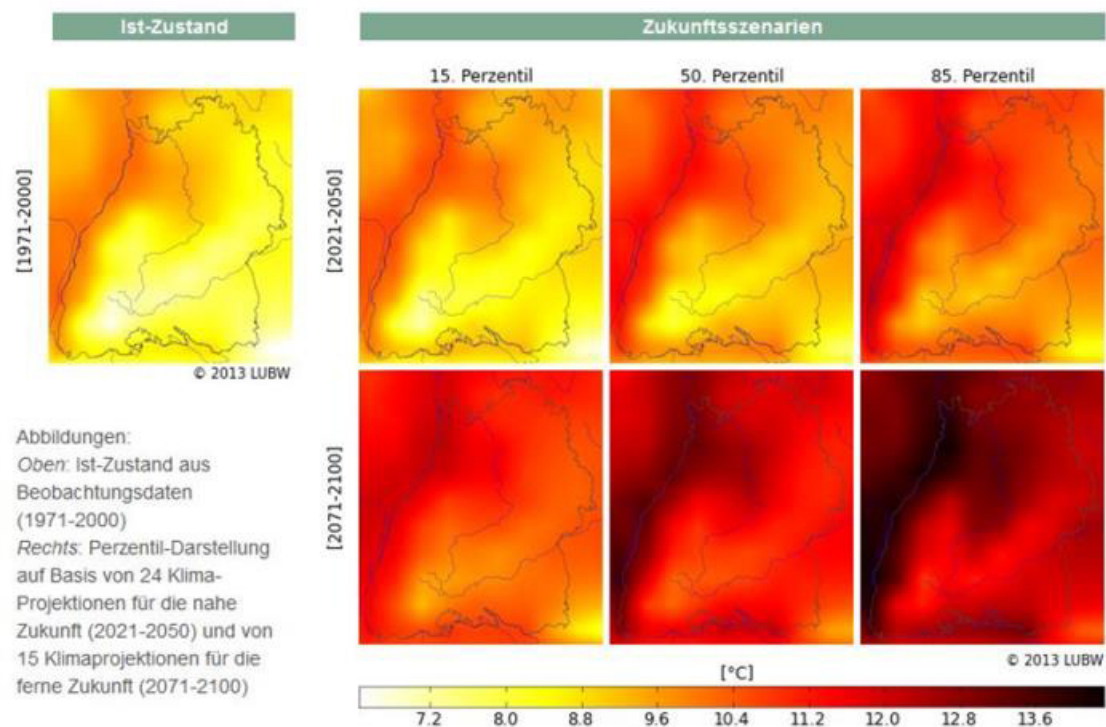 Ist-Zustand
Zukunftsszenarien
15. Perzentil
50. Perzentil
85. Perzentil
[1971-2000]
[2021-2050]
© 2013 LUBW
[2071-2100]
Abbildungen:
Oben: Ist-Zustand aus
Beobachtungsdaten
(1971-2000)
Rechts: Perzentil-Darstellung
auf Basis von 24 Klima-
Projektionen für die nahe
Zukunft (2021-2050) und von
15 Klimaprojektionen für die
ferne Zukunft (2071-2100)
© 2013 LUBW
[°C]
7.2 8.0 8.8 9.6 10.4 11.2 12.0 12.8 13.6